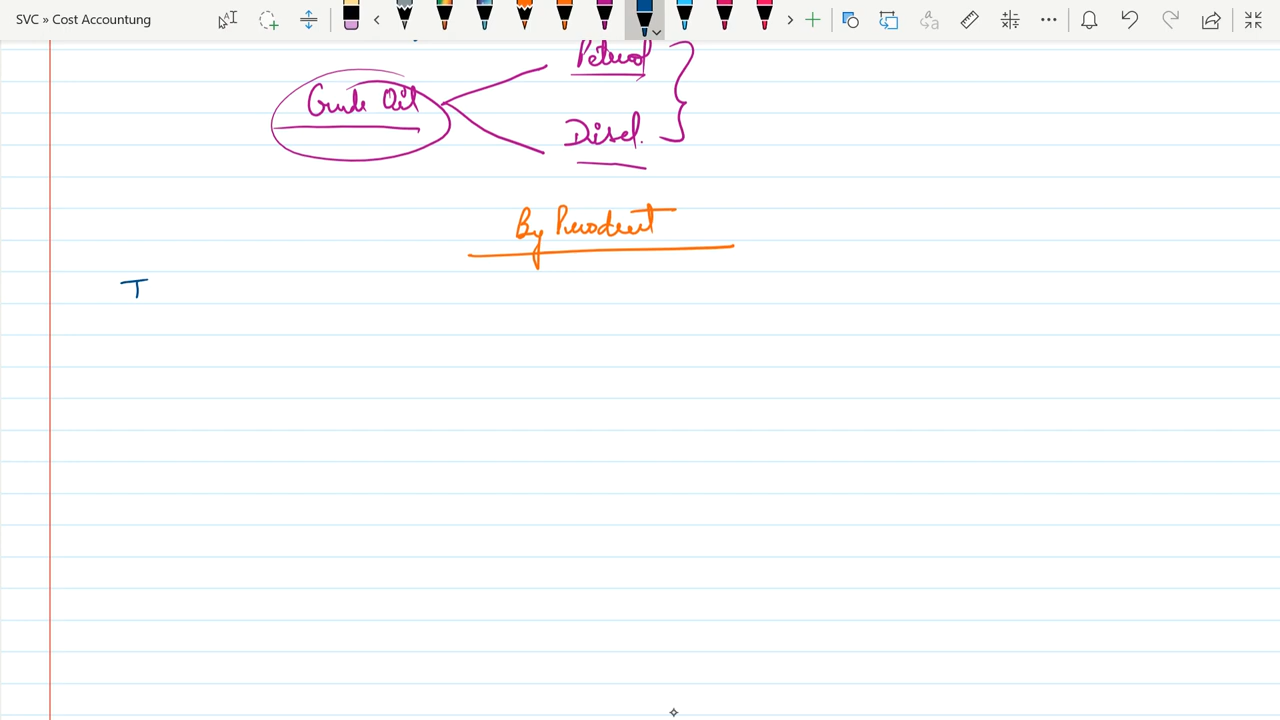 SVC » Cost Accountung
Petrol
Crude Oil
Disel.
By Product
T